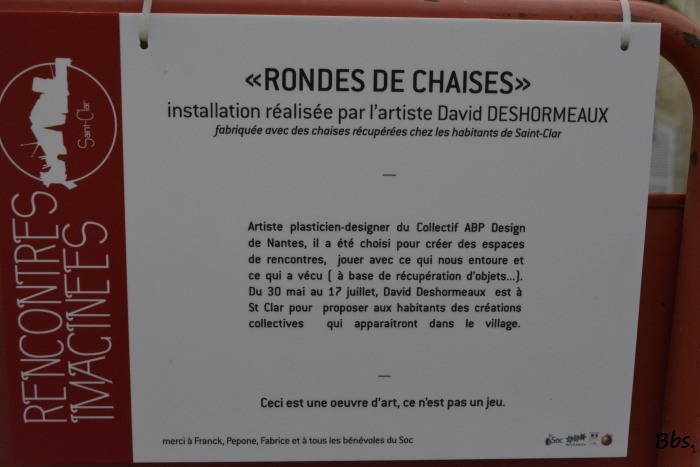 «RONDES DE CHAISES»
installation réalisée par l'artiste David DESHORMEAUX
fabriquée avec des chaises récupérées chez les habitants de Saint-Clar
Saint-Clar
RENCONTRES
IMAGINÉES
Artiste plasticien-designer du Collectif ABP Design
de Nantes, il a été choisi pour créer des espaces
de rencontres, jouer avec ce qui nous entoure et
ce qui a vécu ( à base de récupération d'objets...).
Du 30 mai au 17 juillet, David Deshormeaux est à
St Clar pour proposer aux habitants des créations
collectives qui apparaitront dans le village.
Ceci est une oeuvre d'art, ce n'est pas un jeu.
merci à Franck, Pepone, Fabrice et à tous les bénévoles du Soc
Soc
Bbs.